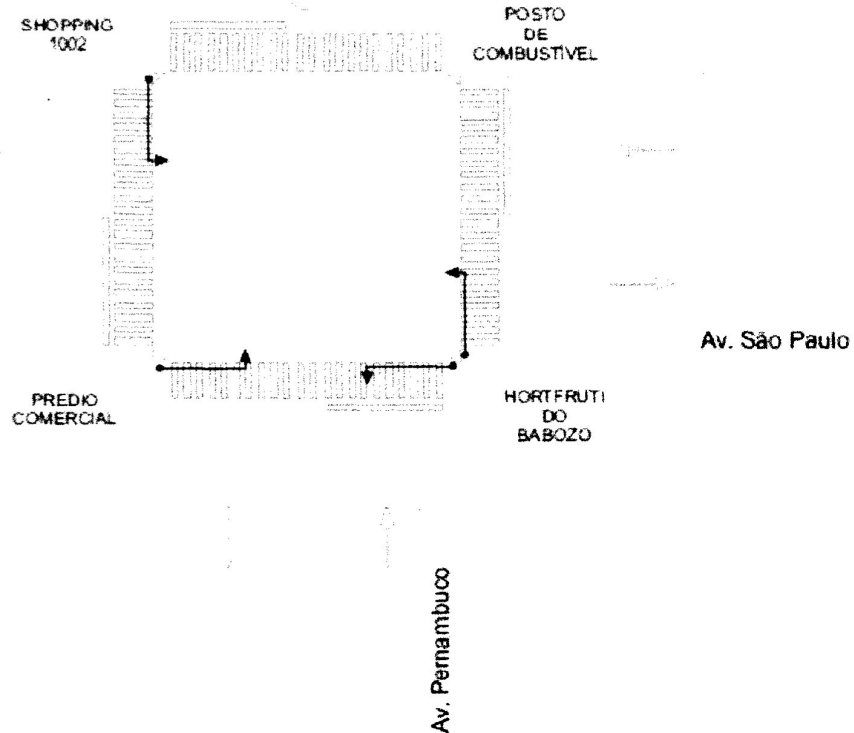 SHOPPING
1002
POSTO
DE
COMBUSTÍVEL
Av. São Paulo
PREDIO
COMERCIAL
HORTFRUTI
DO
BABOZO
Av. Pernambuco